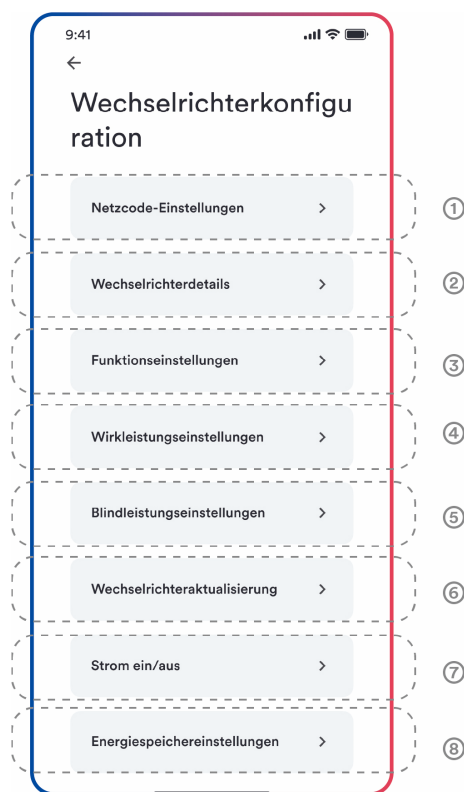 9:41
Wechselrichterkonfigu
ration
Netzcode-Einstellungen
1
Wechselrichterdetails
2
Funktionseinstellungen
3
Wirkleistungseinstellungen
4
Blindleistungseinstellungen
5
Wechselrichteraktualisierung
6
Strom ein/aus
7
Energiespeichereinstellungen
8